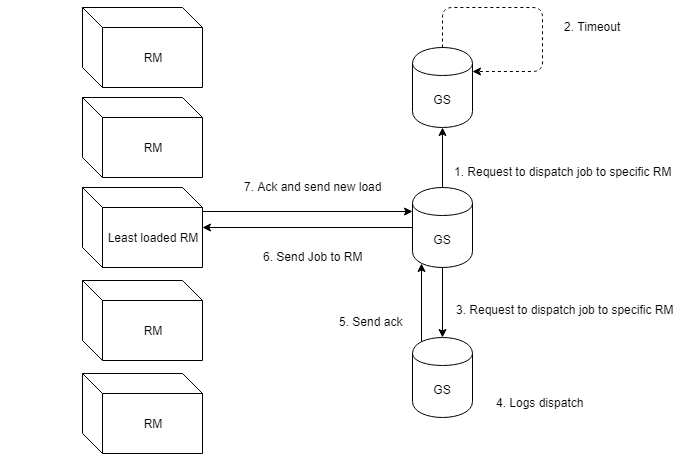 RM
2. Timeout
GS
RM
1. Request to dispatch job to specific RM
7. Ack and send new load
Least loaded RM
GS
6. Send Job to RM
3. Request to dispatch job to specific RM
5. Send ack
RM
GS
4. Logs dispatch
RM